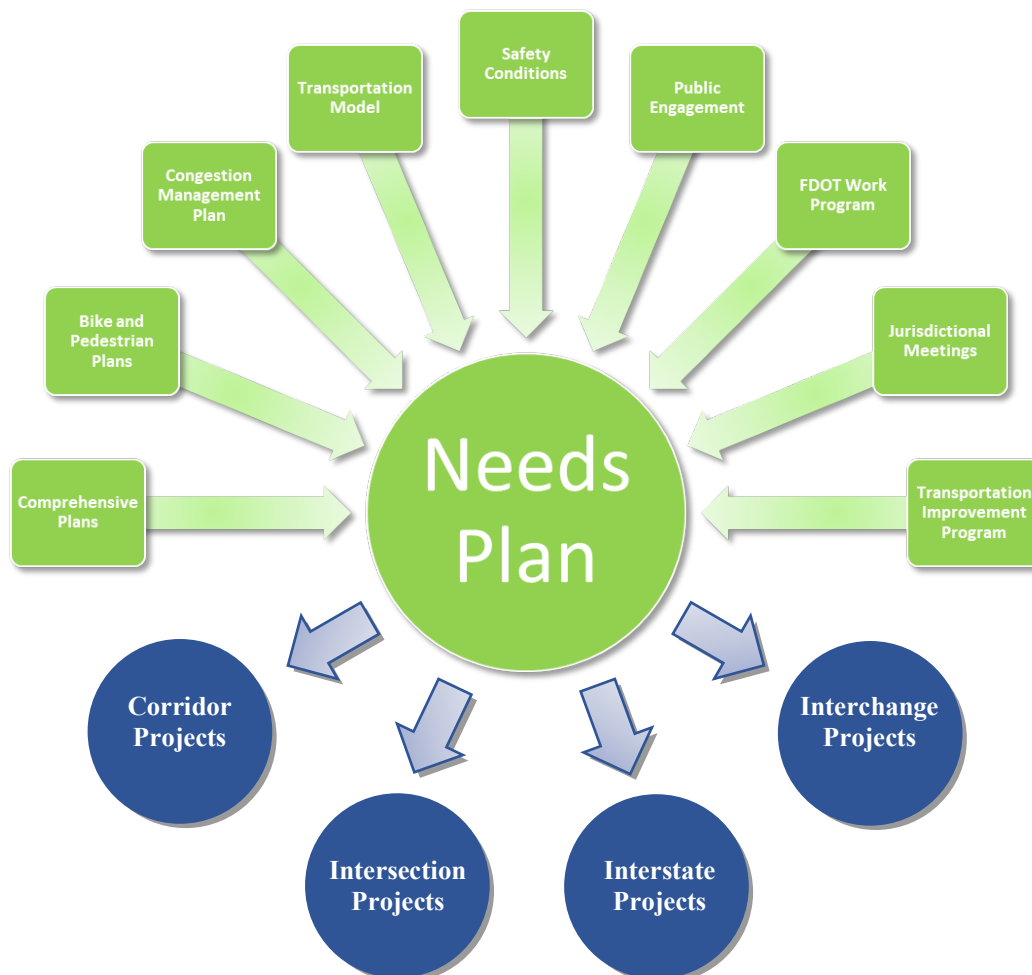 Safety
Conditions
Transportation
Model
Public
Engagement
Congestion
Management
Plan
FDOT Work
Program
Bike and
Pedestrian
Plans
Jurisdictional
Meetings
Comprehensive
Plans
Needs
Plan
Transportation
Improvement
Program
Corridor
Projects
Interchange
Projects
Intersection
Projects
Interstate
Projects